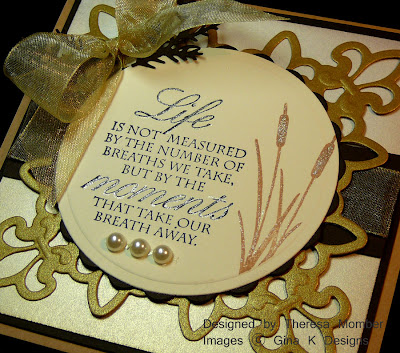 Life
IS NOT MEASURED
BY THE NUMBER OF
BREATHS WE TAKE,
BUT BY THE
moments
THAT TAKE OUR
BREATH AWAY.
Designed by Theresa Momber
Images © Gina K Designs